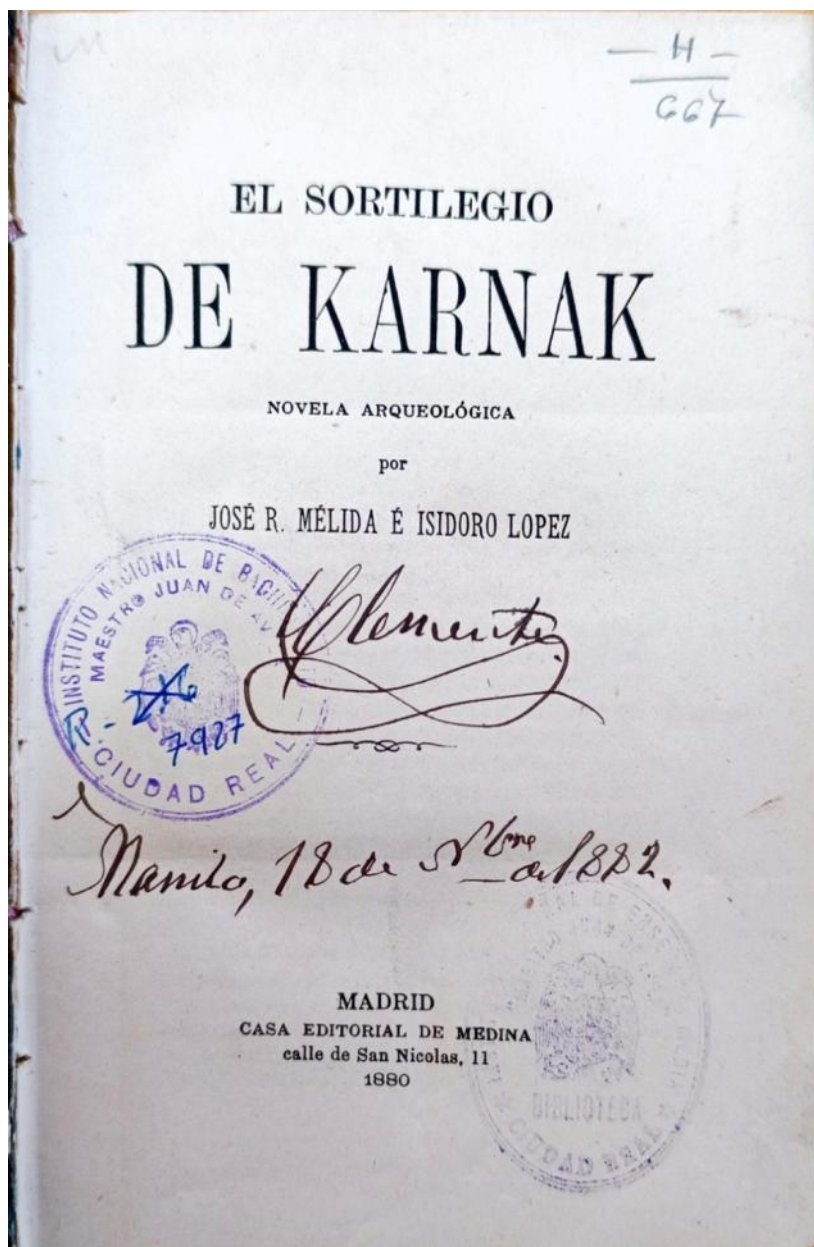 — H —
667
EL SORTILEGIO
DE KARNAK
NOVELA ARQUEOLÓGICA
por
JOSÉ R. MÉLIDA É ISIDORO LOPEZ
INSTITUTO NACIONAL DE
MAESTRO JUAN DE AV
CIUDAD REAL
R-
7927
Clemente
Manila, 18 de Nbre de 1882.
MADRID
CASA EDITORIAL DE MEDINA
calle de San Nicolas, 11
1880
BIBLIOTECA
CIUDAD REAL